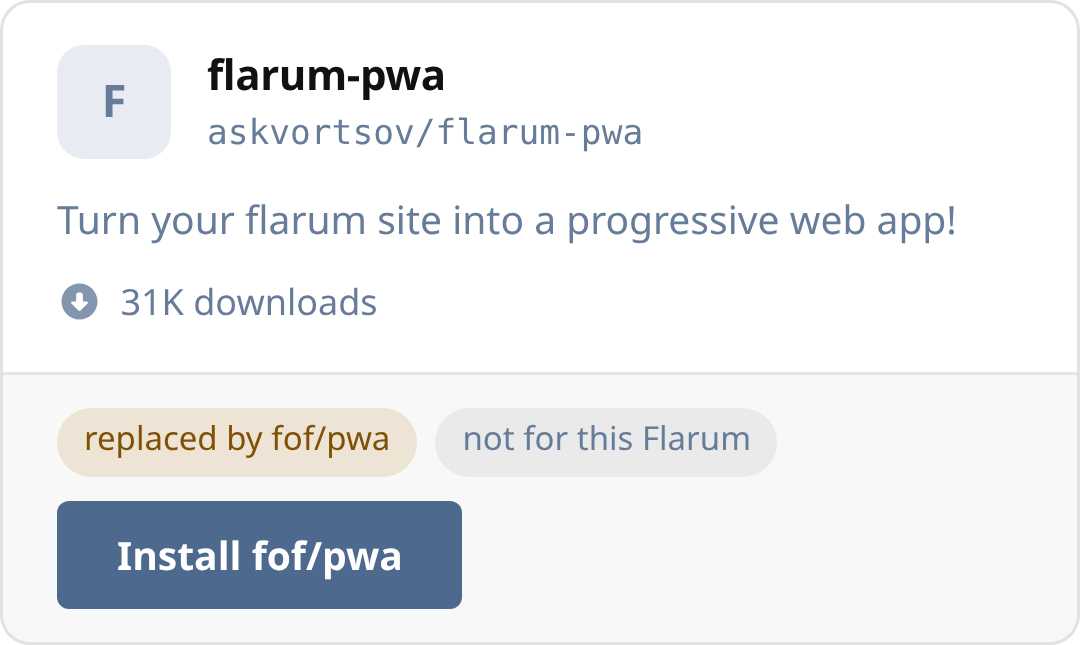 F
flarum-pwa
askvortsov/flarum-pwa
Turn your flarum site into a progressive web app!
31K downloads
replaced by fof/pwa not for this Flarum
Install fof/pwa